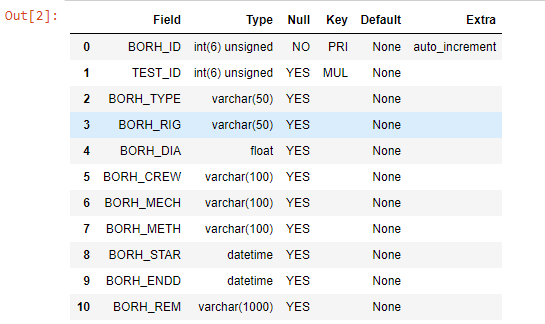 Out[2]:
Field Type Null Key Default Extra
0 BORH_ID int(6) unsigned NO PRI None auto_increment
1 TEST_ID int(6) unsigned YES MUL None
2 BORH_TYPE varchar(50) YES None
3 BORH_RIG varchar(50) YES None
4 BORH_DIA float YES None
5 BORH_CREW varchar(100) YES None
6 BORH_MECH varchar(100) YES None
7 BORH_METH varchar(100) YES None
8 BORH_STAR datetime YES None
9 BORH_ENDD datetime YES None
10 BORH_REM varchar(1000) YES None